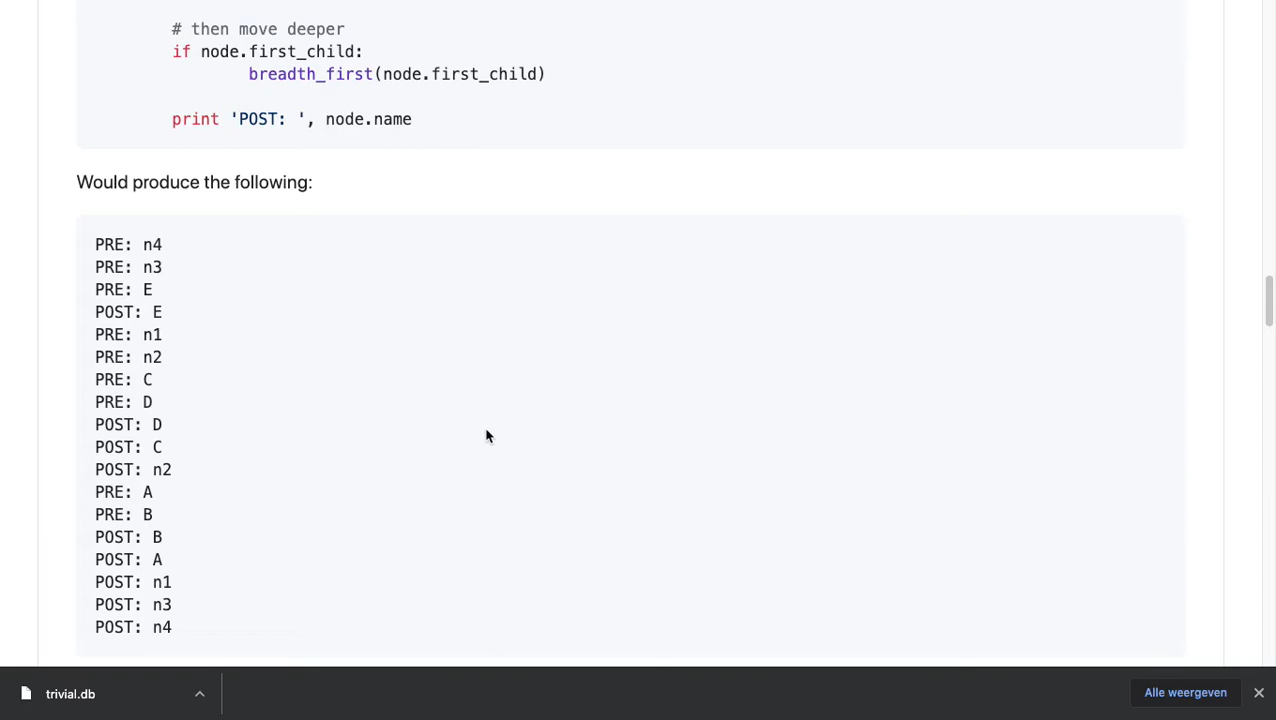 # then move deeper
if node.first_child:
breadth_first(node.first_child)
print 'POST: ', node.name
Would produce the following:
PRE: n4
PRE: n3
PRE: E
POST: E
PRE: n1
PRE: n2
PRE: C
PRE: D
POST: D
POST: C
POST: n2
PRE: A
PRE: B
POST: B
POST: A
POST: n1
POST: n3
POST: n4
trivial.db
Alle weergeven